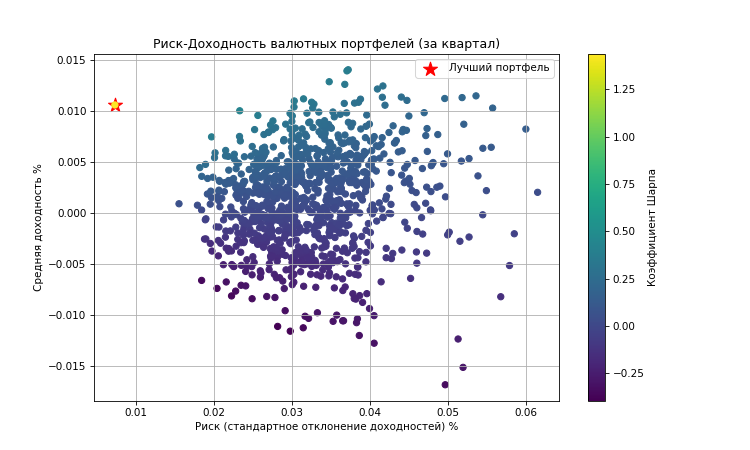 Риск-Доходность валютных портфелей (за квартал)
Лучший портфель
Средняя доходность %
0.015
0.010
0.005
0.000
−0.005
−0.010
−0.015
0.01 0.02 0.03 0.04 0.05 0.06
Риск (стандартное отклонение доходностей) %
1.25
1.00
0.75
0.50
0.25
0.00
−0.25
Коэффициент Шарпа